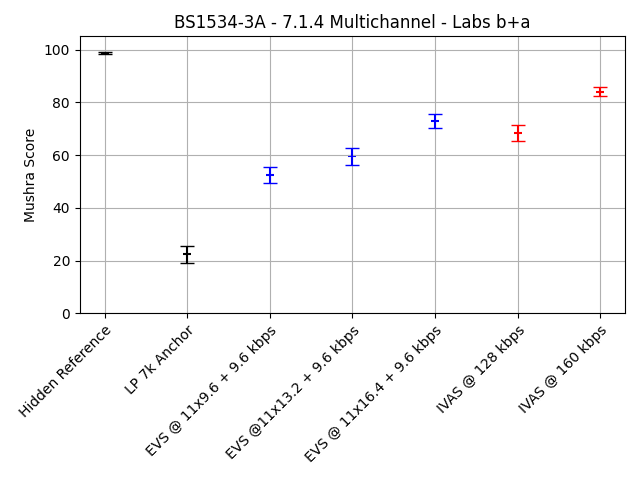 BS1534-3A - 7.1.4 Multichannel - Labs b+a
Mushra Score
100
80
60
40
20
0
Hidden Reference
LP 7k Anchor
EVS @ 11x9.6 + 9.6 kbps
EVS @11x13.2 + 9.6 kbps
EVS @ 11x16.4 + 9.6 kbps
IVAS @ 128 kbps
IVAS @ 160 Kbps